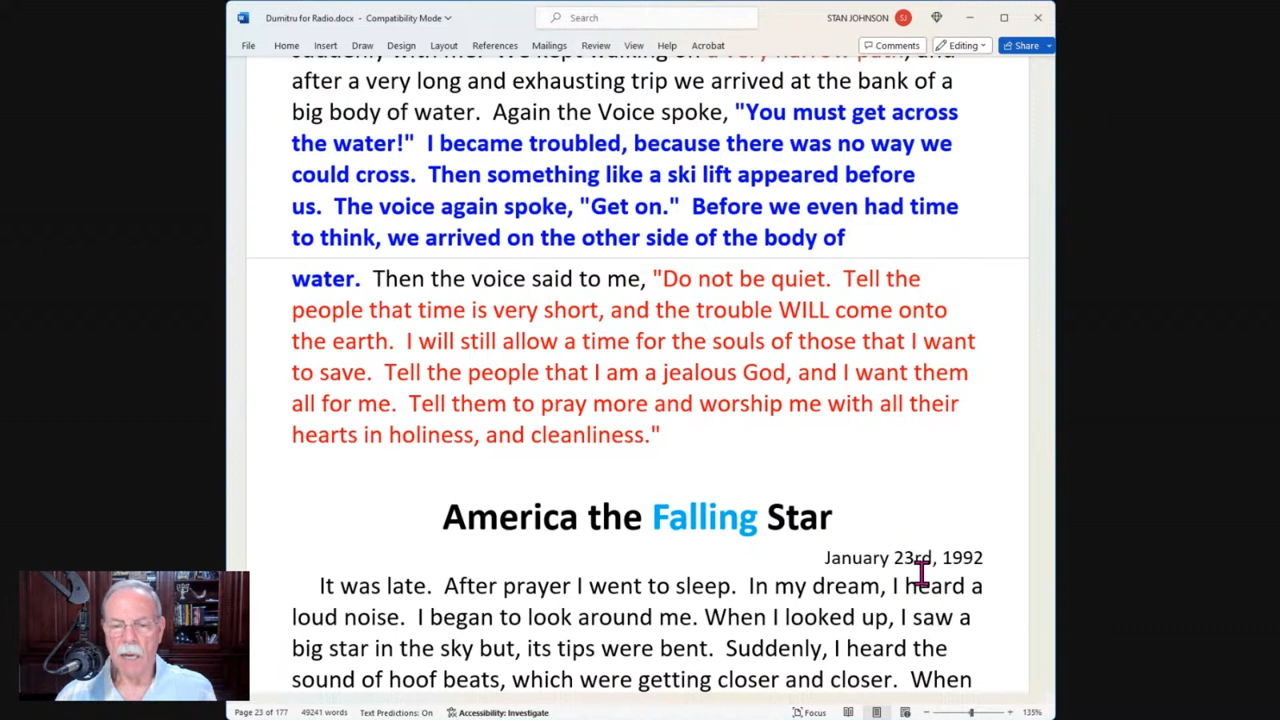 Dumitru for Radio.docx - Compatibility Mode
Search
STAN JOHNSON
SJ
File Home Insert Draw Design Layout References Mailings Review View Help Acrobat
Comments
Editing
Share
after a very long and exhausting trip we arrived at the bank of a
big body of water. Again the Voice spoke, "You must get across
the water!" I became troubled, because there was no way we
could cross. Then something like a ski lift appeared before
us. The voice again spoke, "Get on." Before we even had time
to think, we arrived on the other side of the body of
water. Then the voice said to me, "Do not be quiet. Tell the
people that time is very short, and the trouble WILL come onto
the earth. I will still allow a time for the souls of those that I want
to save. Tell the people that I am a jealous God, and I want them
all for me. Tell them to pray more and worship me with all their
hearts in holiness, and cleanliness."
America the Falling Star
January 23rd, 1992
It was late. After prayer I went to sleep. In my dream, I heard a
loud noise. I began to look around me. When I looked up, I saw a
big star in the sky but, its tips were bent. Suddenly, I heard the
sound of hoof beats, which were getting closer and closer. When
Page 23 of 177 49241 words Text Predictions: On Accessibility: Investigate
Focus
135%